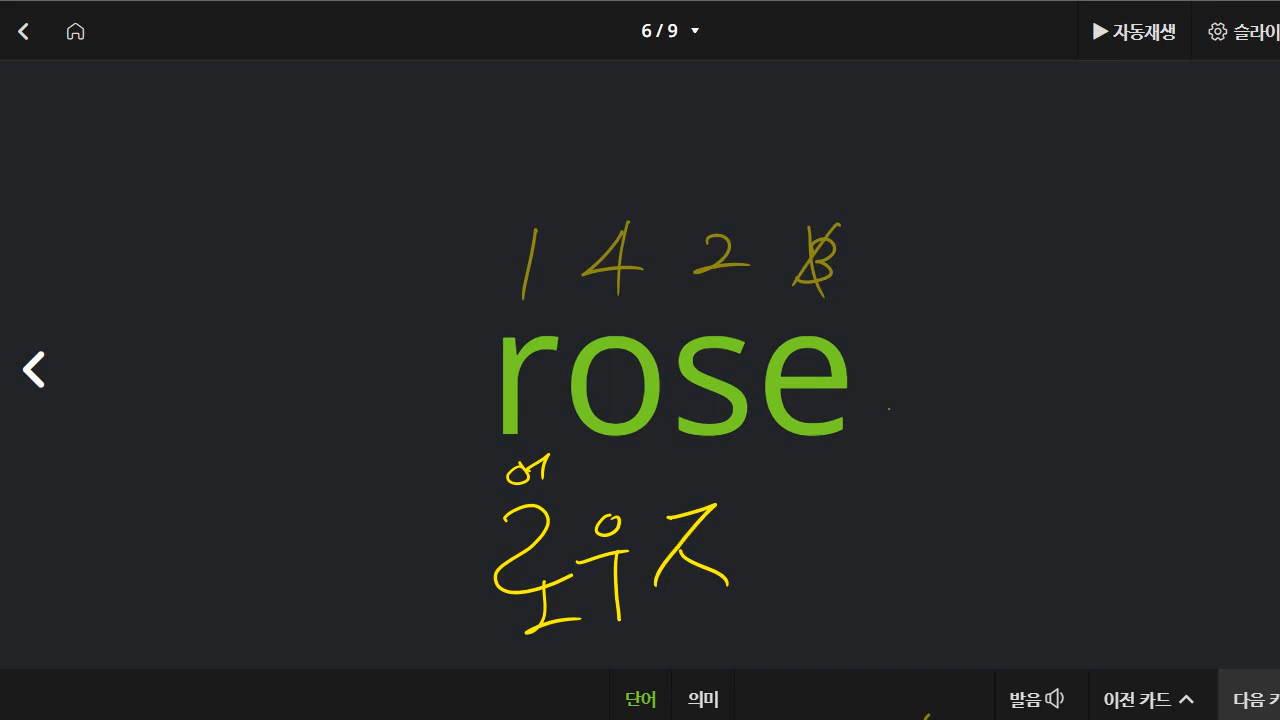 6 / 9
자동재생
슬라이
1 4 2 3
rose
어
로우즈
단어 의미
발음 이전 카드 다음 카